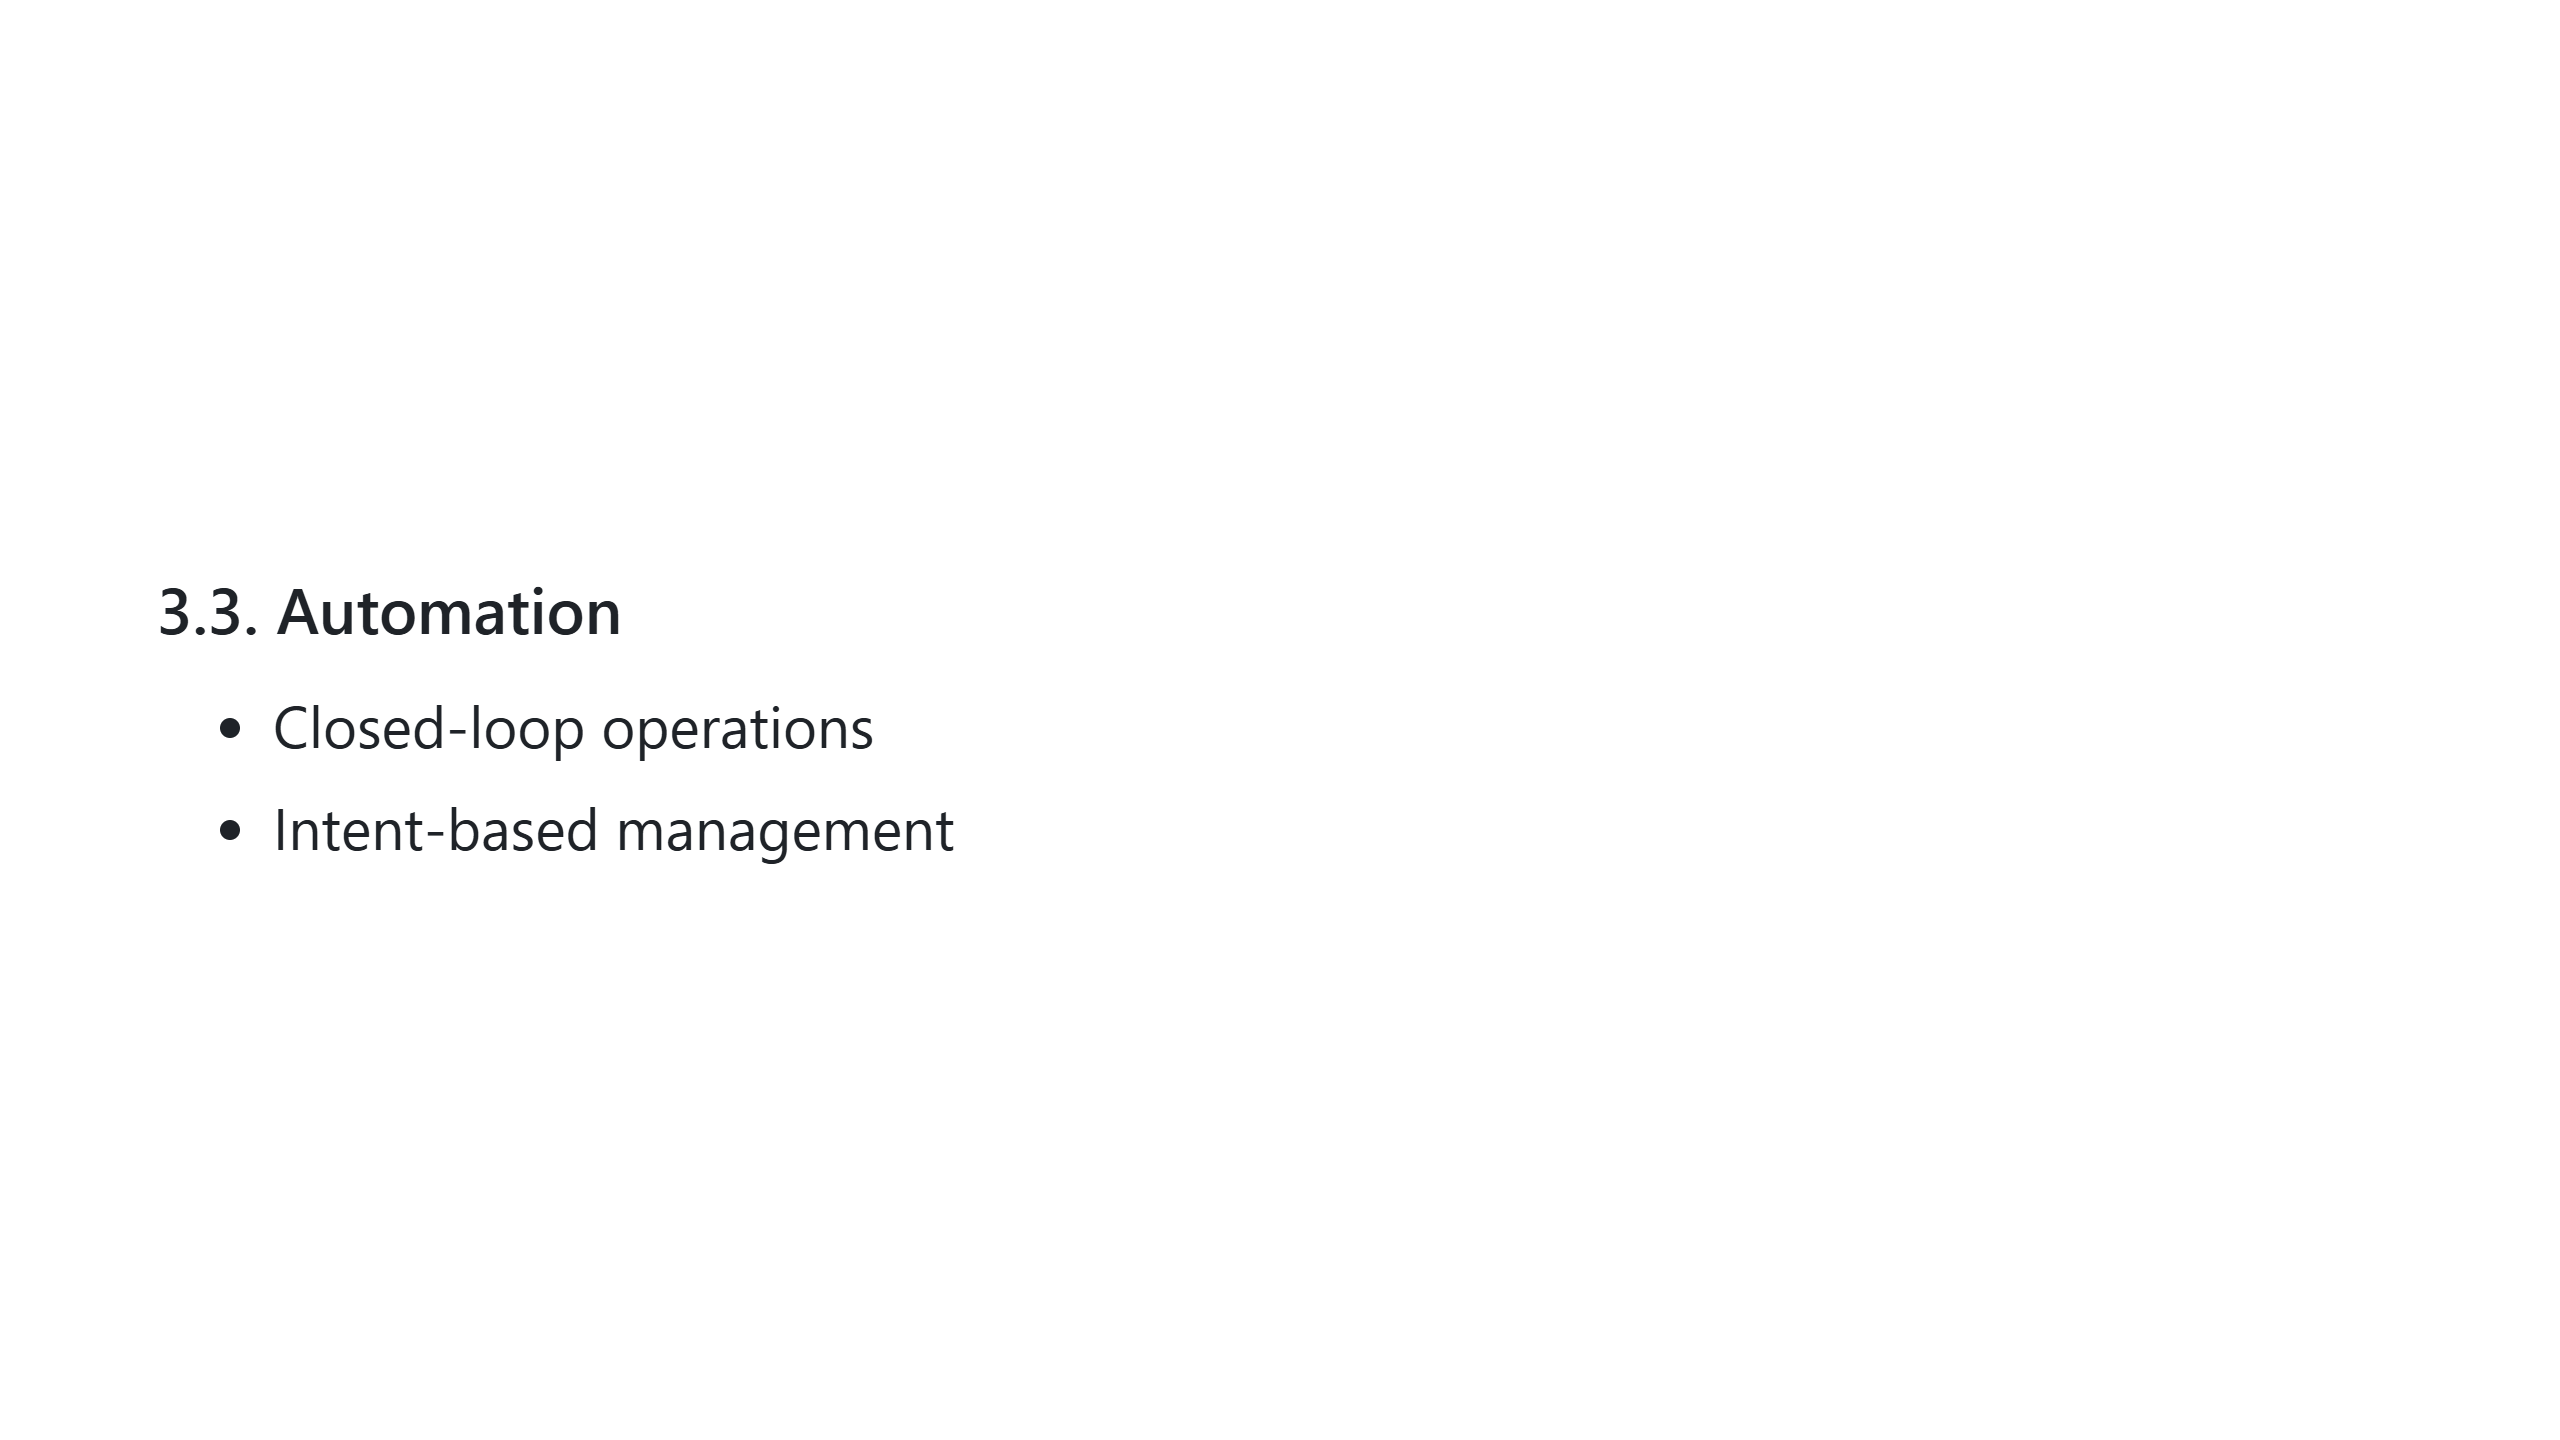 3.3. Automation
• Closed-loop operations
• Intent-based management